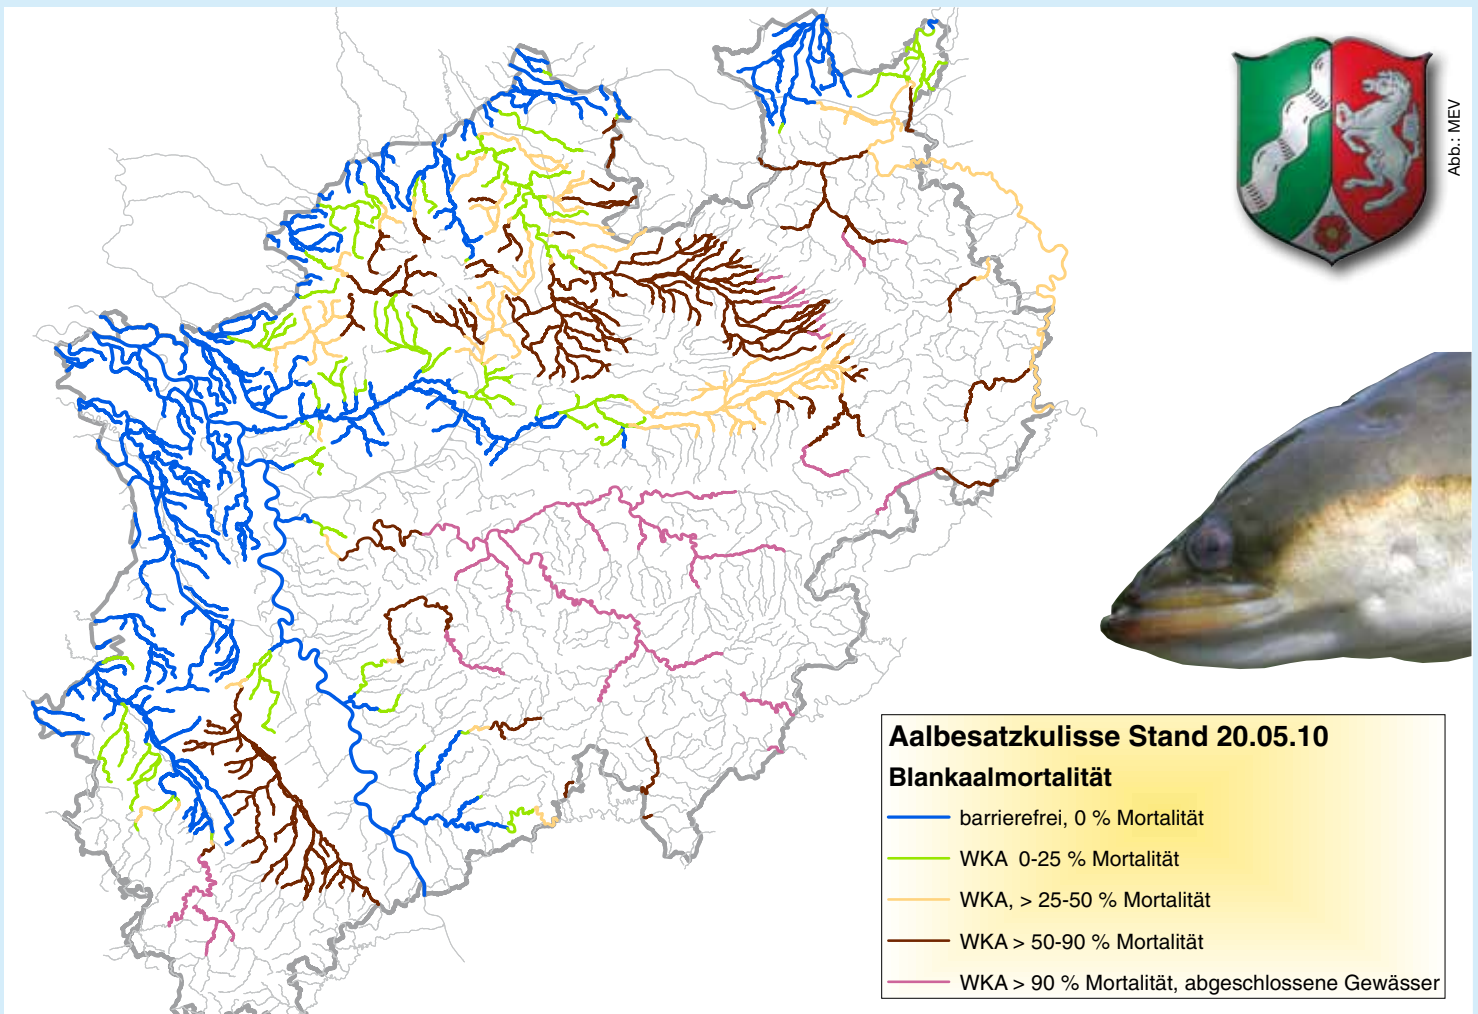 Abb.: MEV
Aalbesatzkulisse Stand 20.05.10
Blankaalmortalität
barrierefrei, 0 % Mortalität
WKA 0-25 % Mortalität
WKA, > 25-50 % Mortalität
WKA > 50-90 % Mortalität
WKA > 90 % Mortalität, abgeschlossene Gewässer